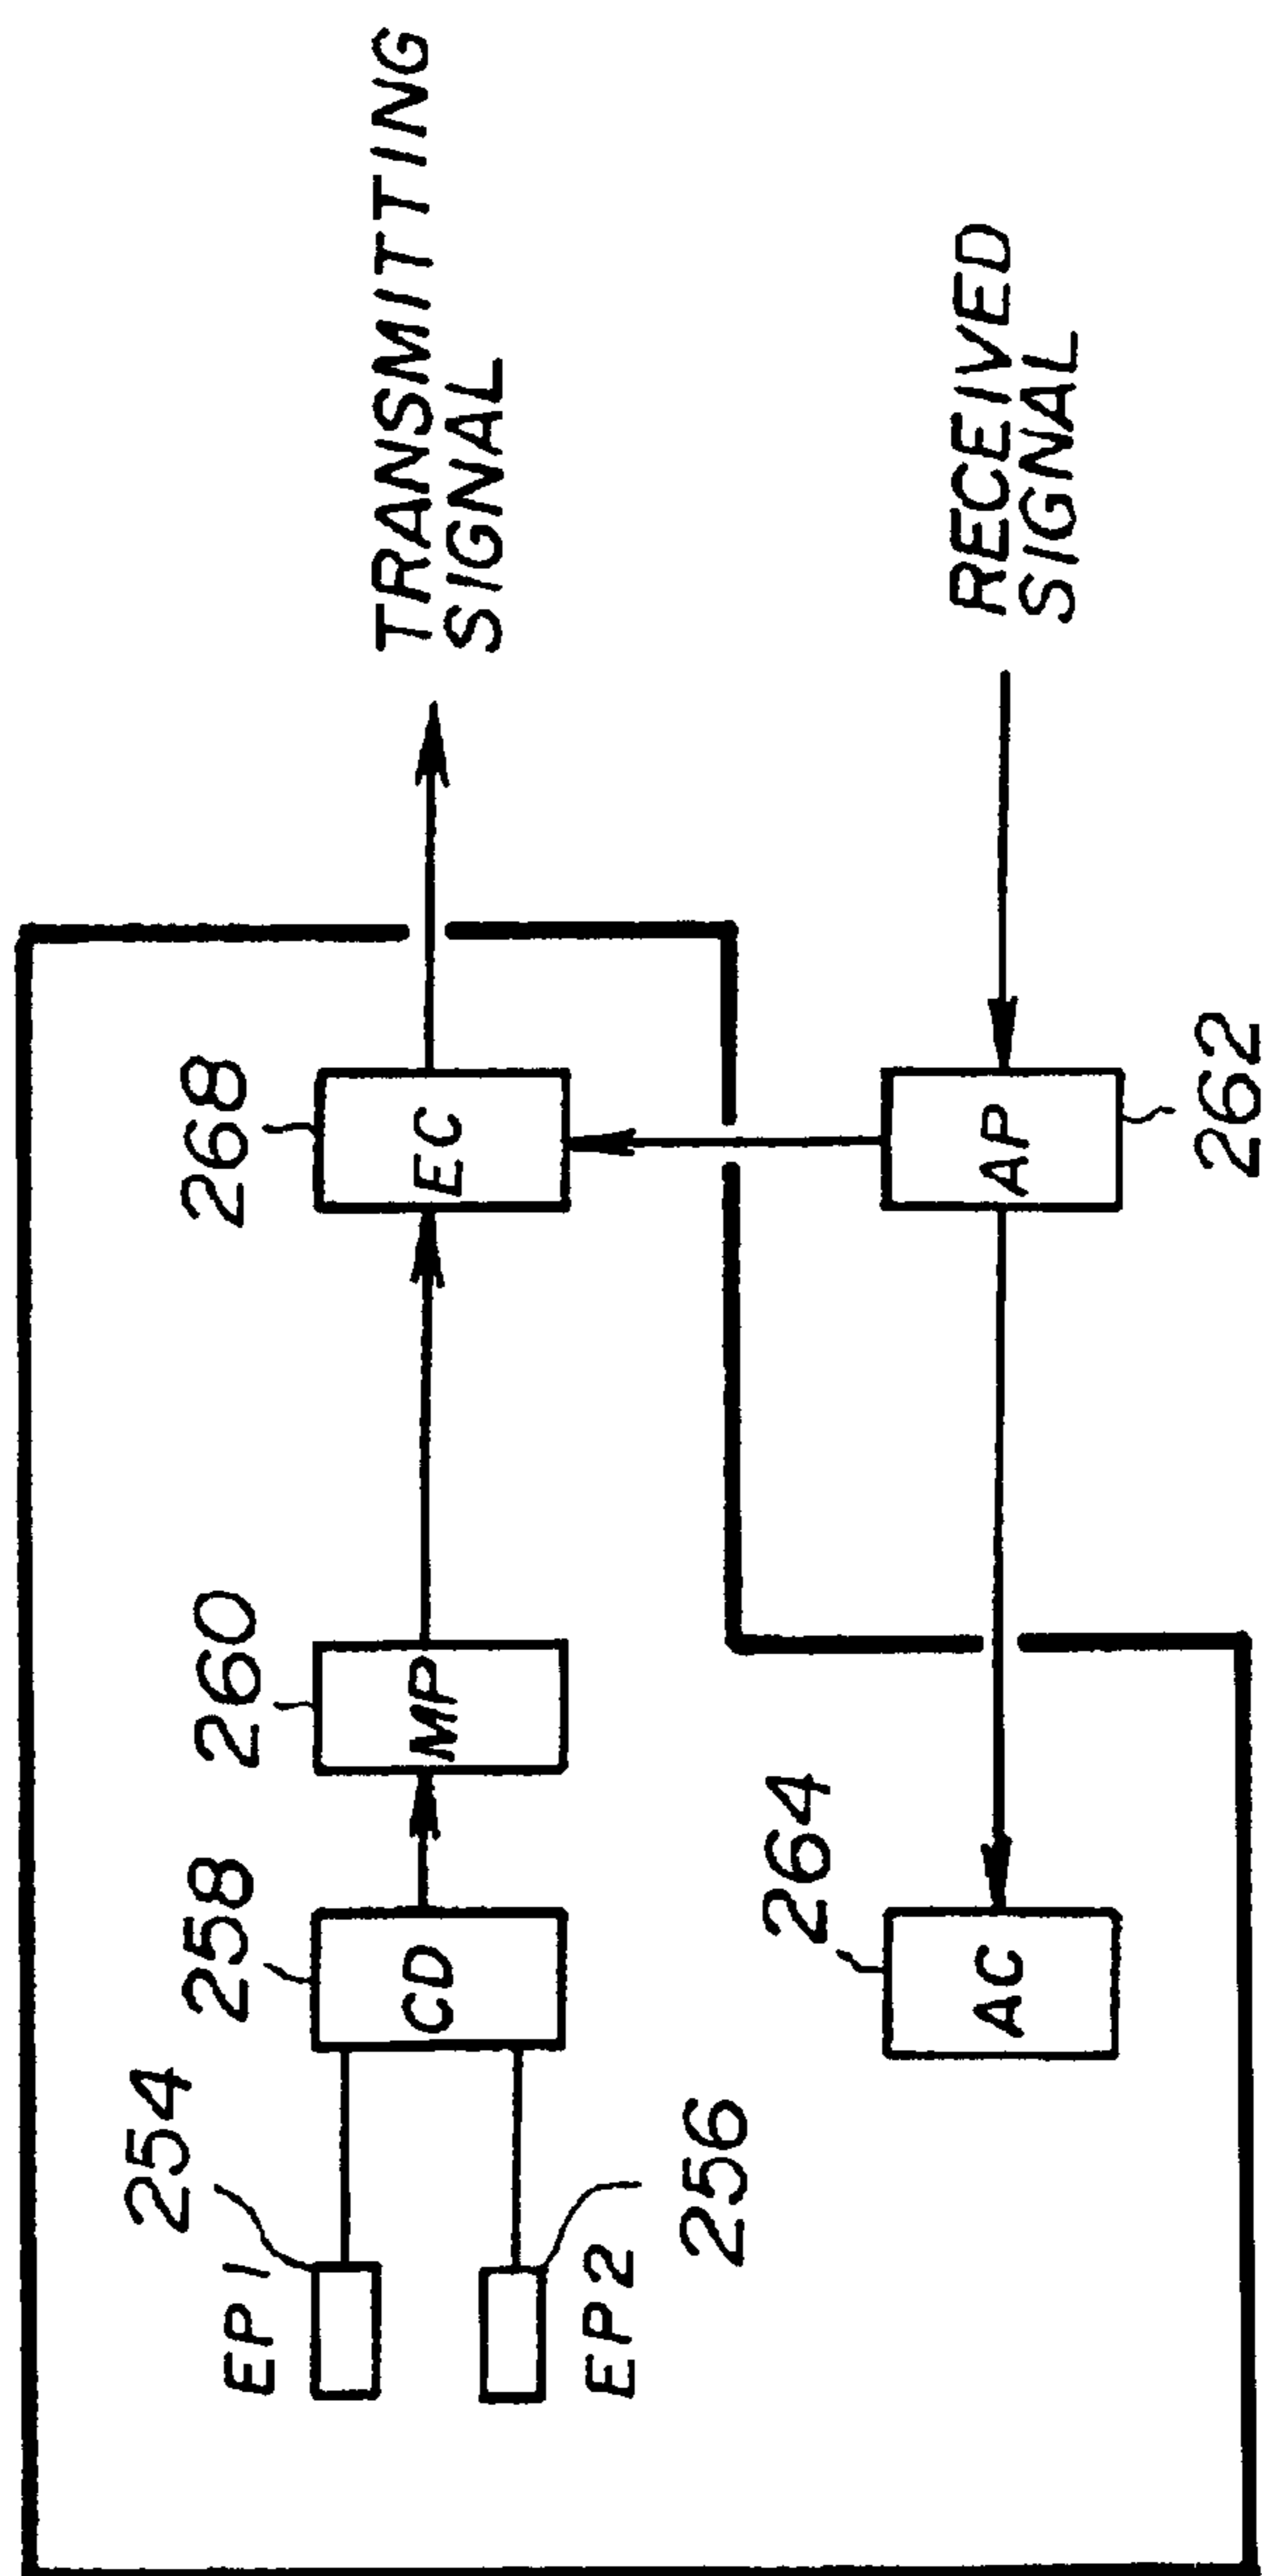 254
EP1
258
260
268
TRANSMITTING
SIGNAL
CD
MP
EC
EP2
256
264
RECEIVED
SIGNAL
AC
AP
262